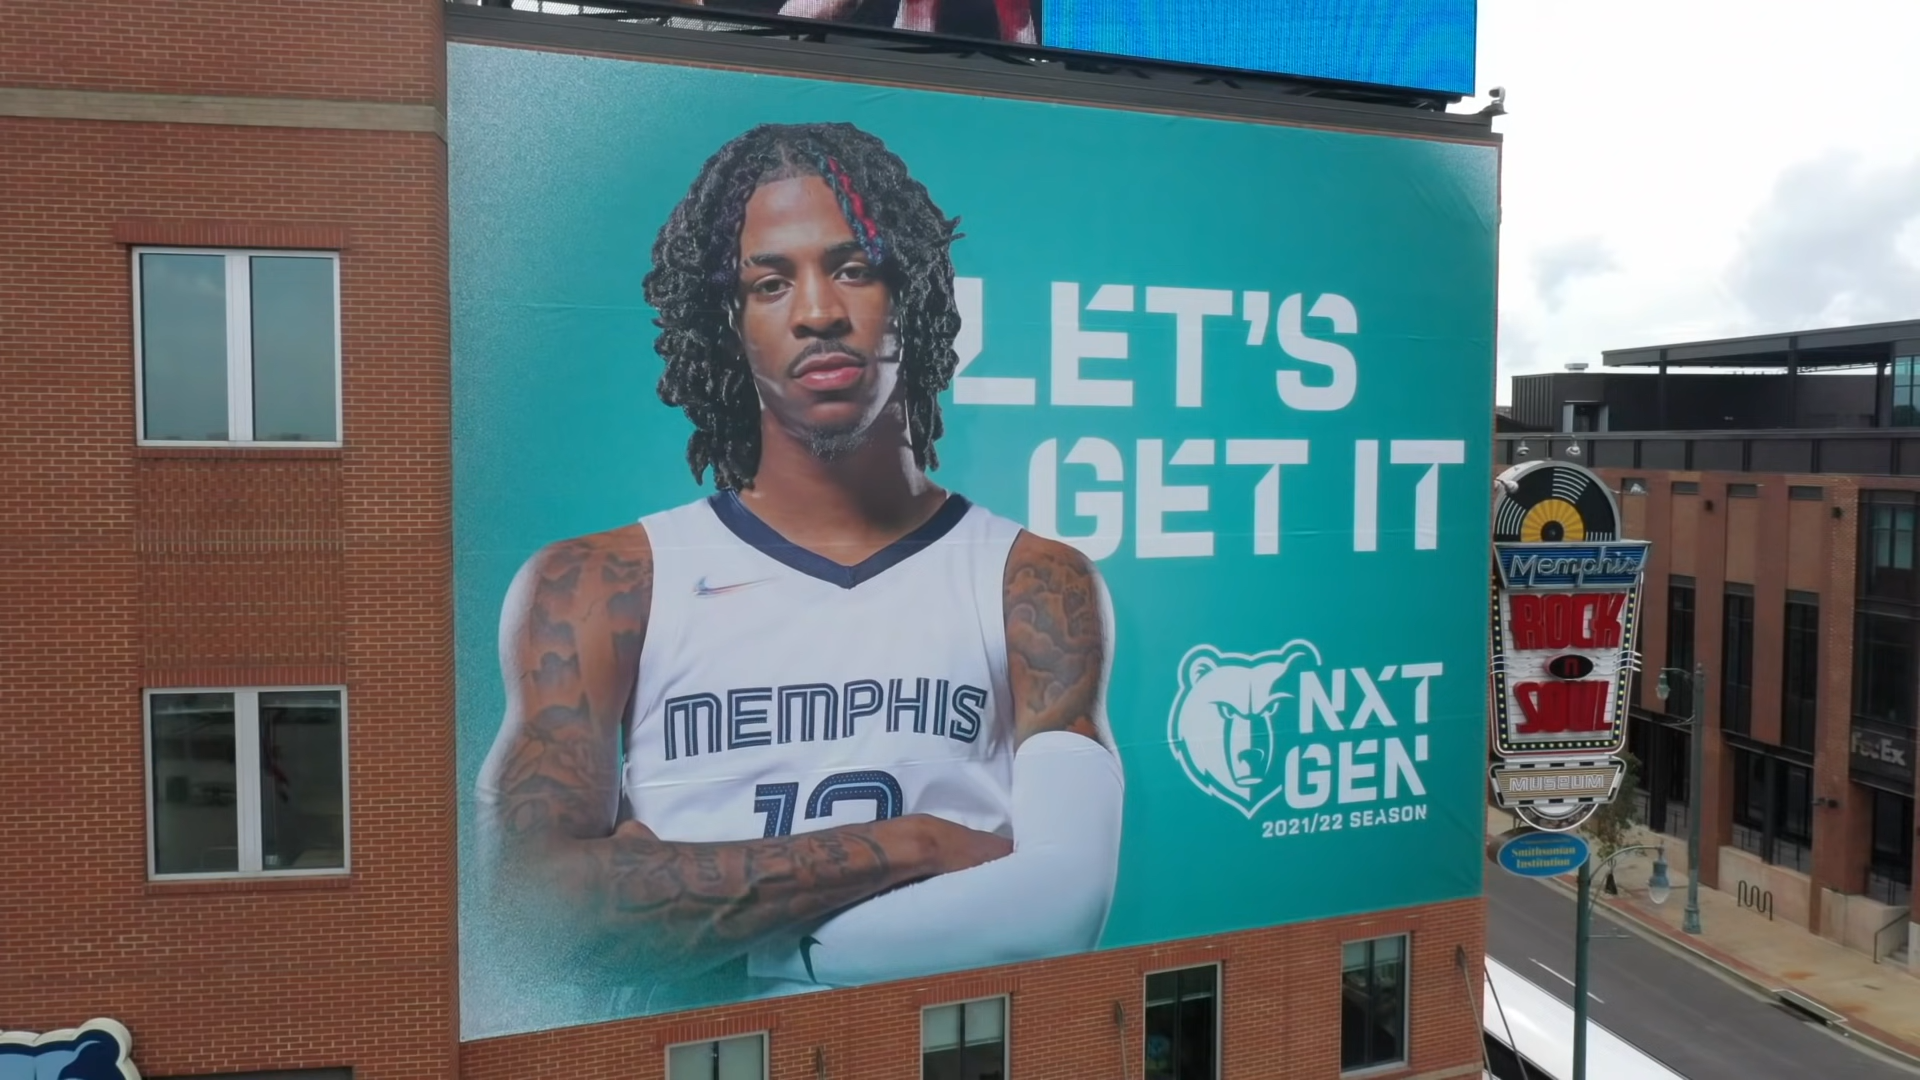 LET'S
GET IT
MEMPHIS
12
NXT
GEN
2021/22 SEASON
Memphis
ROCK
n
SOUL
MUSEUM
Smithsonian
Institution
FedEx